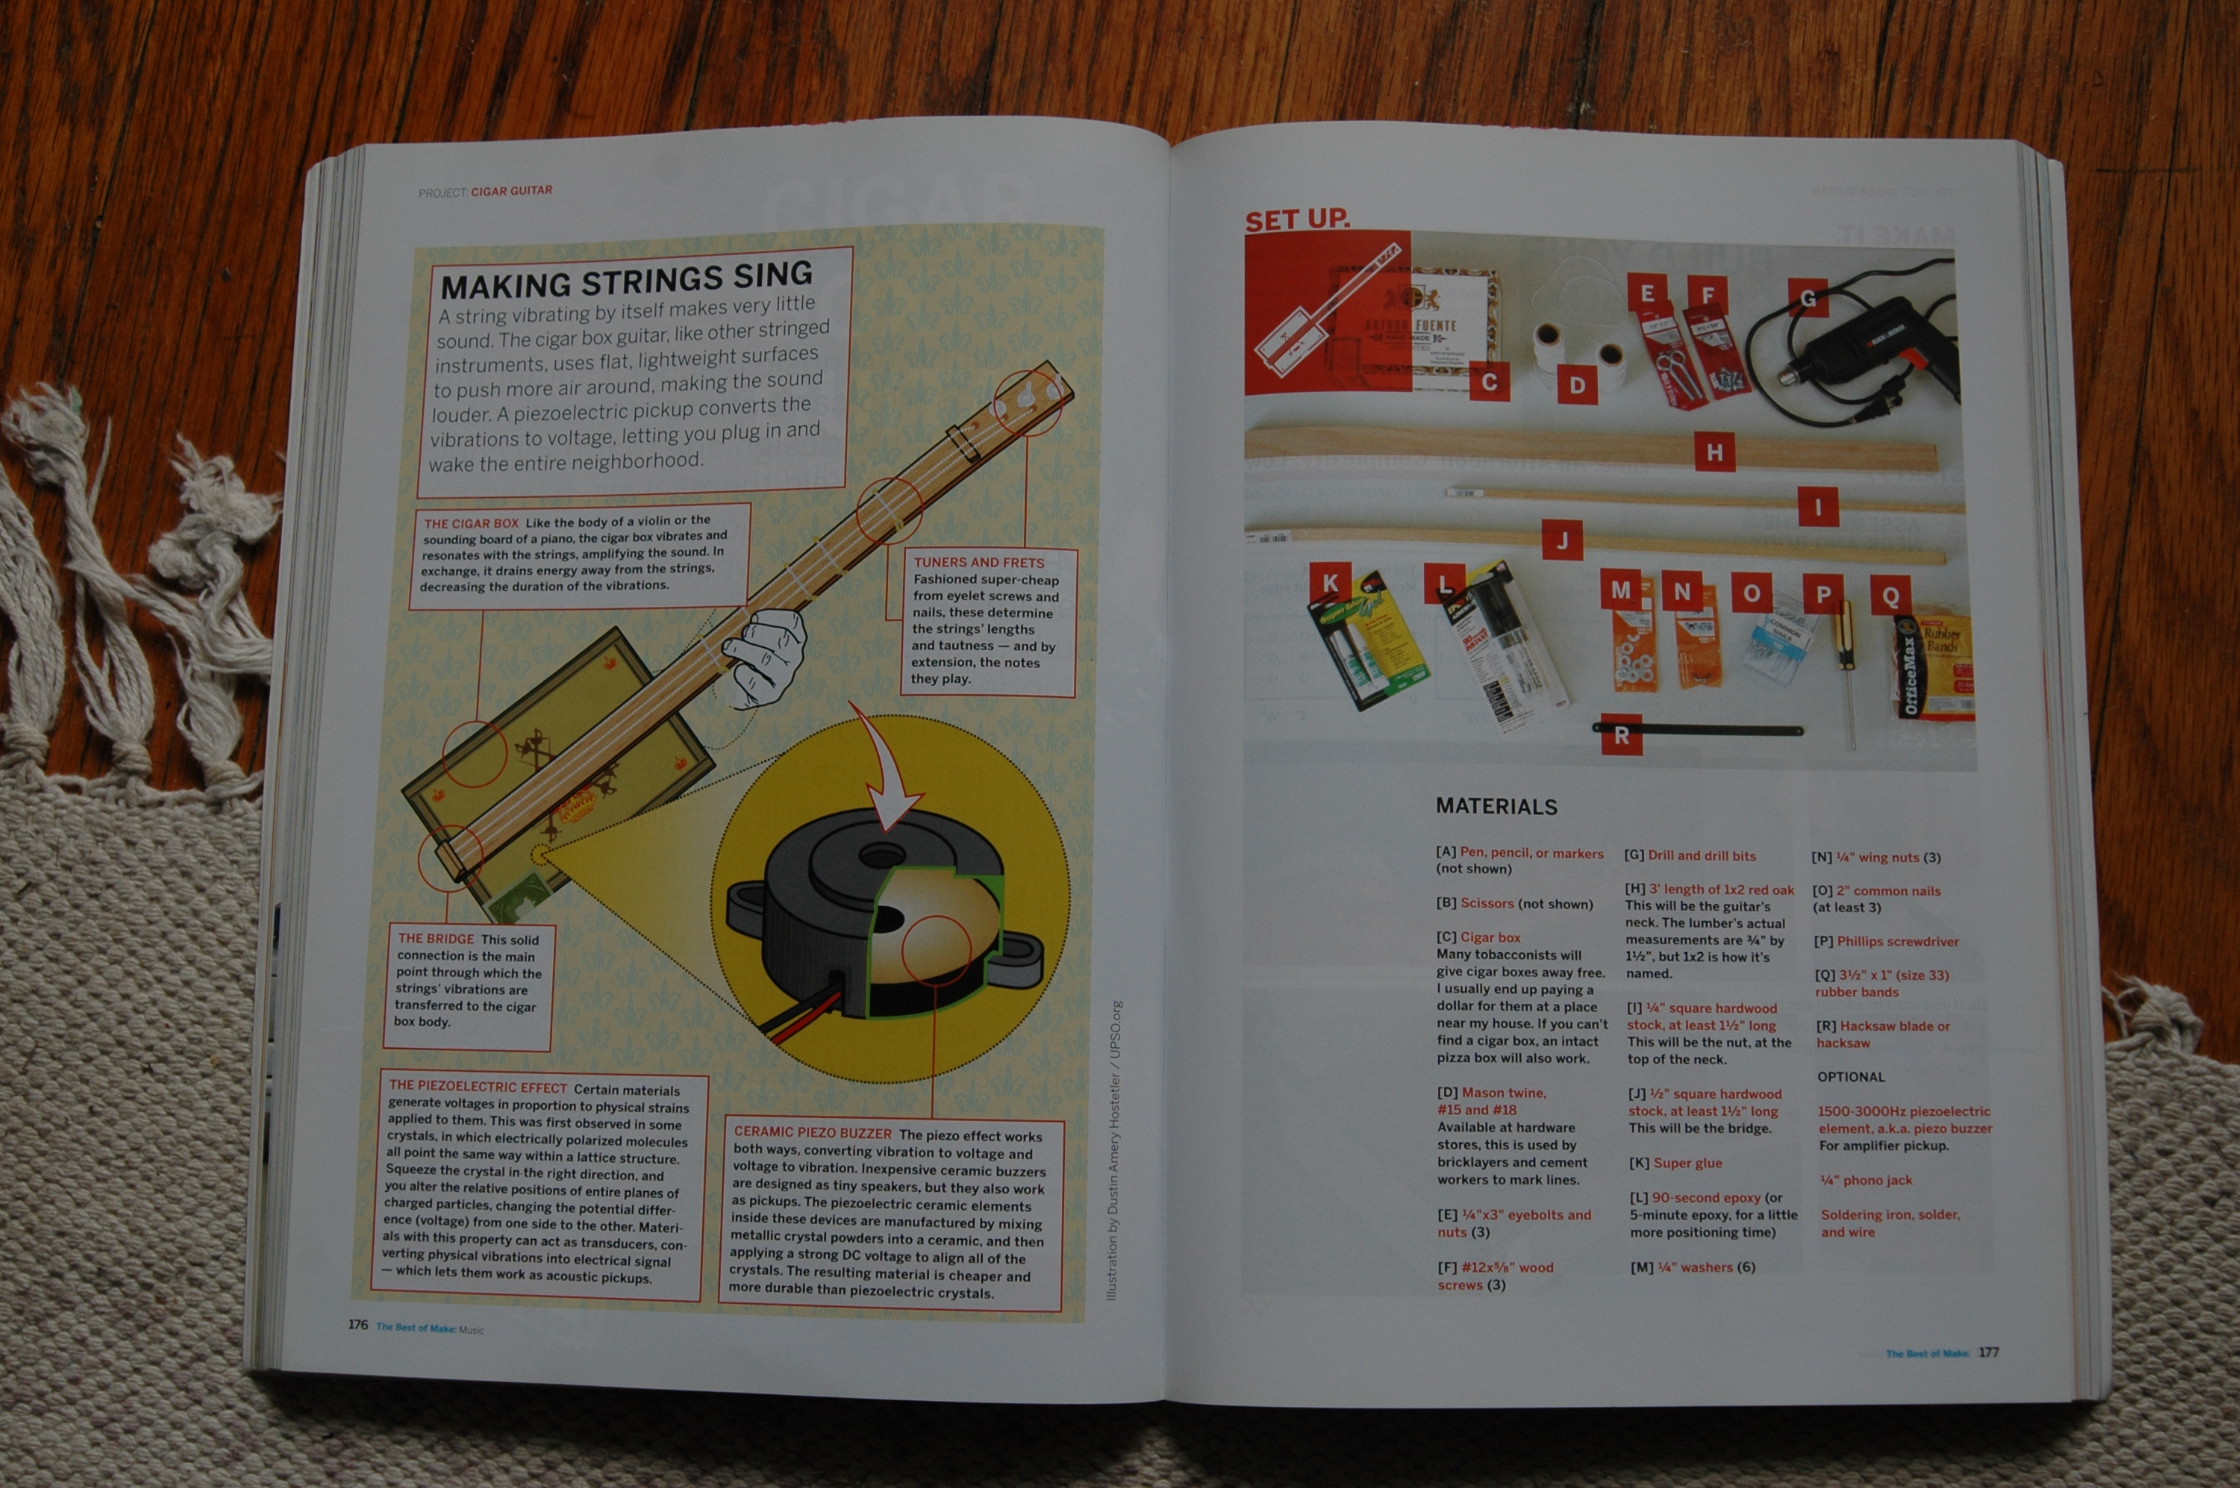 PROJECT: CIGAR GUITAR
MAKING STRINGS SING
A string vibrating by itself makes very little
sound. The cigar box guitar, like other stringed
instruments, uses flat, lightweight surfaces
to push more air around, making the sound
louder. A piezoelectric pickup converts the
vibrations to voltage, letting you plug in and
wake the entire neighborhood.
THE CIGAR BOX Like the body of a violin or the
sounding board of a piano, the cigar box vibrates and
resonates with the strings, amplifying the sound. In
exchange, it drains energy away from the strings,
decreasing the duration of the vibrations.
TUNERS AND FRETS
Fashioned super-cheap
from eyelet screws and
nails, these determine
the strings' lengths
and tautness — and by
extension, the notes
they play.
THE BRIDGE This solid
connection is the main
point through which the
strings' vibrations are
transferred to the cigar
box body.
THE PIEZOELECTRIC EFFECT Certain materials
generate voltages in proportion to physical strains
applied to them. This was first observed in some
crystals, in which electrically polarized molecules
all point the same way within a lattice structure.
Squeeze the crystal in the right direction, and
you alter the relative positions of entire planes of
charged particles, changing the potential differ-
ence (voltage) from one side to the other. Materi-
als with this property can act as transducers, con-
verting physical vibrations into electrical signal
— which lets them work as acoustic pickups.
CERAMIC PIEZO BUZZER The piezo effect works
both ways, converting vibration to voltage and
voltage to vibration. Inexpensive ceramic buzzers
are designed as tiny speakers, but they also work
as pickups. The piezoelectric ceramic elements
inside these devices are manufactured by mixing
metallic crystal powders into a ceramic, and then
applying a strong DC voltage to align all of the
crystals. The resulting material is cheaper and
more durable than piezoelectric crystals.
Illustration by Dustin Amery Hostetler / UPSO.org
176 The Best of Make: Music
SET UP.
C
D
E
F
G
H
I
J
K
L
M
N
O
P
Q
R
ARTURO FUENTE
COMMON NAILS
OfficeMax
Rubber Bands
MATERIALS
[A] Pen, pencil, or markers
(not shown)
[B] Scissors (not shown)
[C] Cigar box
Many tobacconists will
give cigar boxes away free.
I usually end up paying a
dollar for them at a place
near my house. If you can't
find a cigar box, an intact
pizza box will also work.
[D] Mason twine,
#15 and #18
Available at hardware
stores, this is used by
bricklayers and cement
workers to mark lines.
[E] ¼"x3" eyebolts and
nuts (3)
[F] #12x⅝" wood
screws (3)
[G] Drill and drill bits
[H] 3' length of 1x2 red oak
This will be the guitar's
neck. The lumber's actual
measurements are ¾" by
1½", but 1x2 is how it's
named.
[I] ¼" square hardwood
stock, at least 1½" long
This will be the nut, at the
top of the neck.
[J] ½" square hardwood
stock, at least 1½" long
This will be the bridge.
[K] Super glue
[L] 90-second epoxy (or
5-minute epoxy, for a little
more positioning time)
[M] ¼" washers (6)
[N] ¼" wing nuts (3)
[O] 2" common nails
(at least 3)
[P] Phillips screwdriver
[Q] 3½" x 1" (size 33)
rubber bands
[R] Hacksaw blade or
hacksaw
OPTIONAL
1500-3000Hz piezoelectric
element, a.k.a. piezo buzzer
For amplifier pickup.
¼" phono jack
Soldering iron, solder,
and wire
The Best of Make: 177